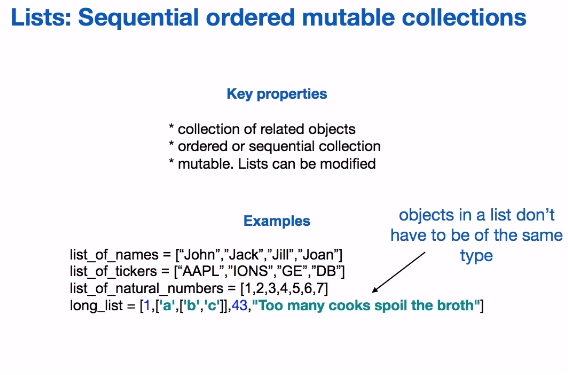 Lists: Sequential ordered mutable collections
Key properties
* collection of related objects
* ordered or sequential collection
* mutable. Lists can be modified
Examples
objects in a list don’t
have to be of the same
type
list_of_names = [“John”,”Jack”,”Jill”,”Joan”]
list_of_tickers = [“AAPL”,”IONS”,”GE”,”DB”]
list_of_natural_numbers = [1,2,3,4,5,6,7]
long_list = [1,['a',['b','c']],43,"Too many cooks spoil the broth"]